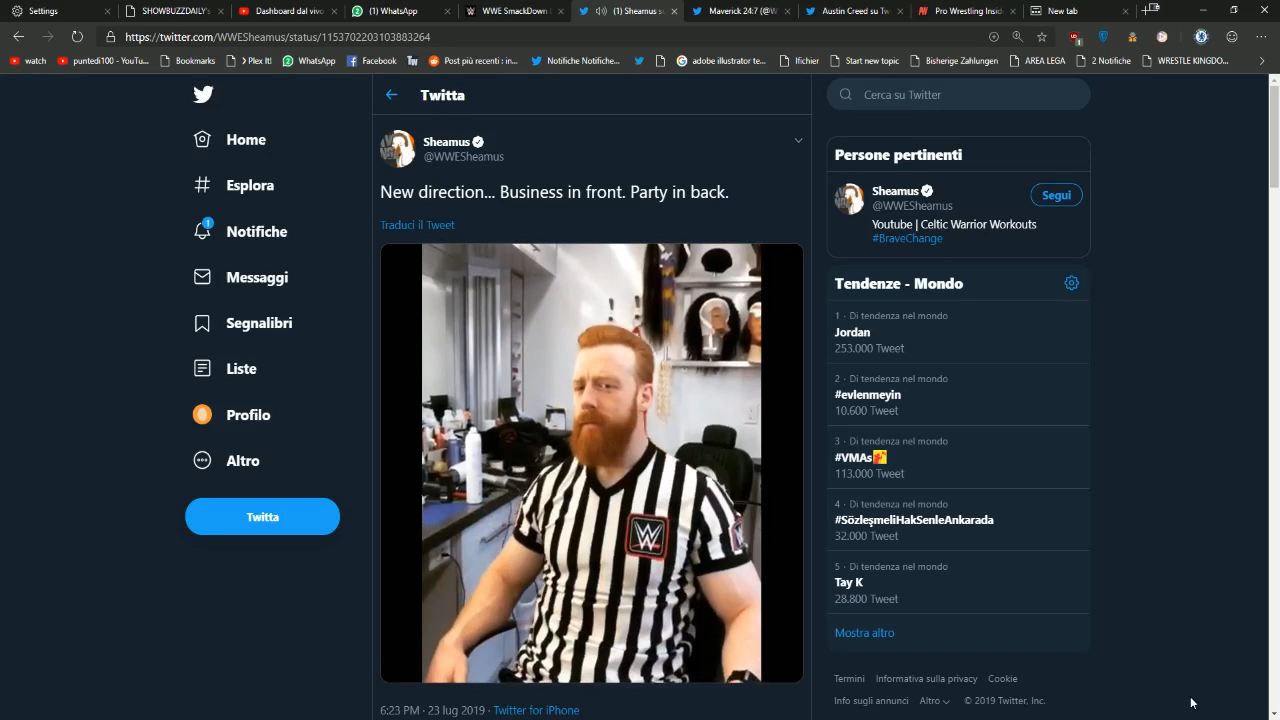 Settings
SHOWBUZZDAILY's
Dashboard dal vivo
(1) WhatsApp
WWE SmackDown
(1) Sheamus su
Maverick 24:7 (@W
Austin Creed su Tw
Pro Wrestling Insid
New tab
https://twitter.com/WWESheamus/status/1153702203103883264
1
watch
puntedi100 - YouTu...
Bookmarks
Plex It!
WhatsApp
Facebook
Tw
Post più recenti : in...
Notifiche Notifiche...
adobe illustrator te...
Ifichier
Start new topic
Bisherige Zahlungen
AREA LEGA
2 Notifiche
WRESTLE KINGDO...
Home
Esplora
1
Notifiche
Messaggi
Segnalibri
Liste
Profilo
Altro
Twitta
Twitta
Sheamus
@WWESheamus
New direction... Business in front. Party in back.
Traduci il Tweet
W
6:23 PM · 23 lug 2019 · Twitter for iPhone
Cerca su Twitter
Persone pertinenti
Sheamus
@WWESheamus
Segui
Youtube | Celtic Warrior Workouts
#BraveChange
Tendenze - Mondo
1 · Di tendenza nel mondo
Jordan
253.000 Tweet
2 · Di tendenza nel mondo
#evlenmeyin
10.600 Tweet
3 · Di tendenza nel mondo
#VMAs
113.000 Tweet
4 · Di tendenza nel mondo
#SözleşmeliHakSenleAnkarada
32.000 Tweet
5 · Di tendenza nel mondo
Tay K
28.800 Tweet
Mostra altro
Termini Informativa sulla privacy Cookie
Info sugli annunci Altro © 2019 Twitter, Inc.